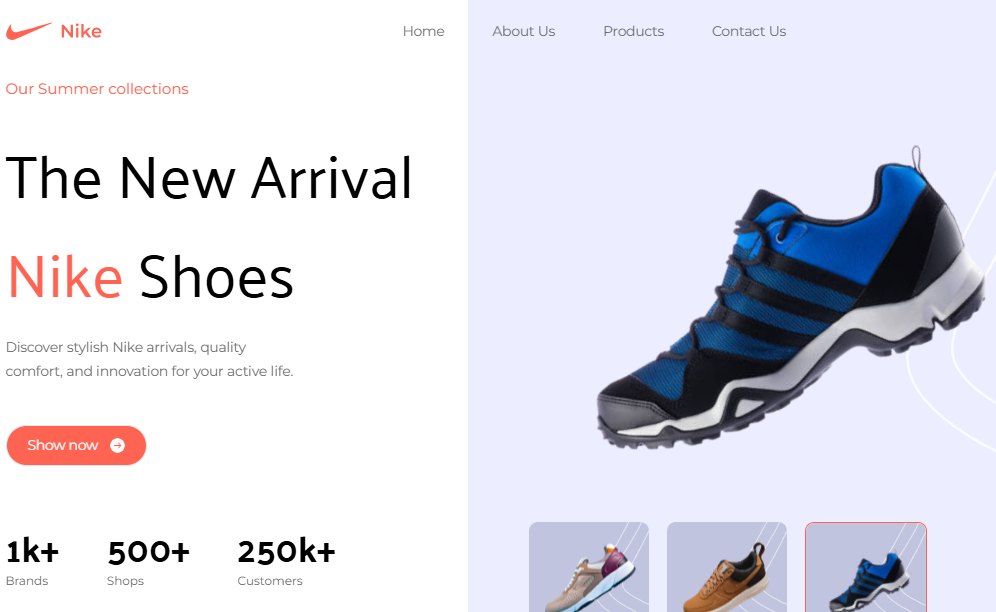 Nike
Home
About Us
Products
Contact Us
Our Summer collections
The New Arrival
Nike Shoes
Discover stylish Nike arrivals, quality
comfort, and innovation for your active life.
Show now
1k+
500+
250k+
Brands
Shops
Customers